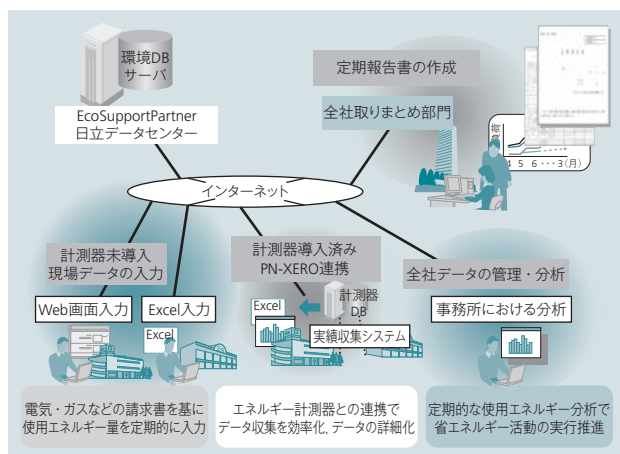 環境DB
サーバ
EcoSupportPartner
日立データセンター
定期報告書の作成
全社取りまとめ部門
負荷
4 5 6 ･･･3(月)
インターネット
計測器未導入
現場データの入力
Web画面入力
Excel入力
Excel
計測器導入済み
PN-XERO連携
Excel
計測器
DB
実績収集システム
全社データの管理・分析
事務所における分析
電気・ガスなどの請求書を基に
使用エネルギー量を定期的に入力
エネルギー計測器との連携で
データ収集を効率化, データの詳細化
定期的な使用エネルギー分析で
省エネルギー活動の実行推進